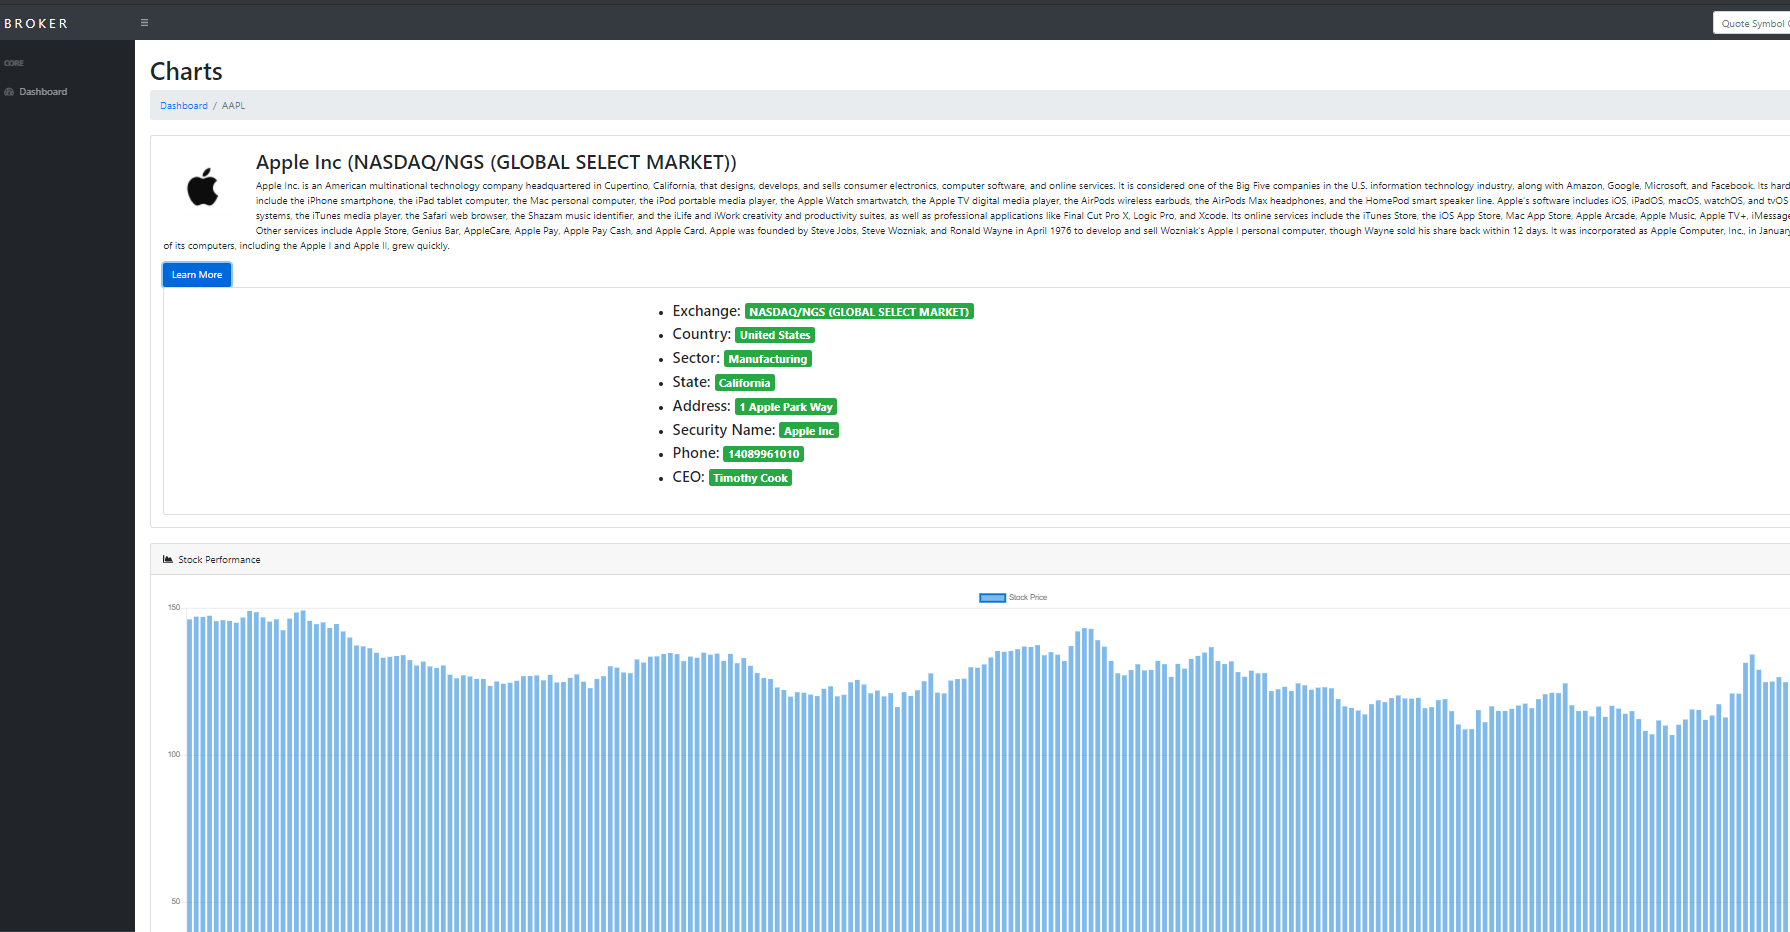 BROKER
Quote Symbol
CORE
Dashboard
Charts
Dashboard / AAPL
Apple Inc (NASDAQ/NGS (GLOBAL SELECT MARKET))
Apple Inc. is an American multinational technology company headquartered in Cupertino, California, that designs, develops, and sells consumer electronics, computer software, and online services. It is considered one of the Big Five companies in the U.S. information technology industry, along with Amazon, Google, Microsoft, and Facebook. Its hard
include the iPhone smartphone, the iPad tablet computer, the Mac personal computer, the iPod portable media player, the Apple Watch smartwatch, the Apple TV digital media player, the AirPods wireless earbuds, the AirPods Max headphones, and the HomePod smart speaker line. Apple's software includes iOS, iPadOS, macOS, watchOS, and tvOS
systems, the iTunes media player, the Safari web browser, the Shazam music identifier, and the iLife and iWork creativity and productivity suites, as well as professional applications like Final Cut Pro X, Logic Pro, and Xcode. Its online services include the iTunes Store, the iOS App Store, Mac App Store, Apple Arcade, Apple Music, Apple TV+, iMessage
Other services include Apple Store, Genius Bar, AppleCare, Apple Pay, Apple Pay Cash, and Apple Card. Apple was founded by Steve Jobs, Steve Wozniak, and Ronald Wayne in April 1976 to develop and sell Wozniak's Apple I personal computer, though Wayne sold his share back within 12 days. It was incorporated as Apple Computer, Inc., in January
of its computers, including the Apple I and Apple II, grew quickly.
Learn More
Exchange: NASDAQ/NGS (GLOBAL SELECT MARKET)
Country: United States
Sector: Manufacturing
State: California
Address: 1 Apple Park Way
Security Name: Apple Inc
Phone: 14089961010
CEO: Timothy Cook
Stock Performance
Stock Price
150
100
50